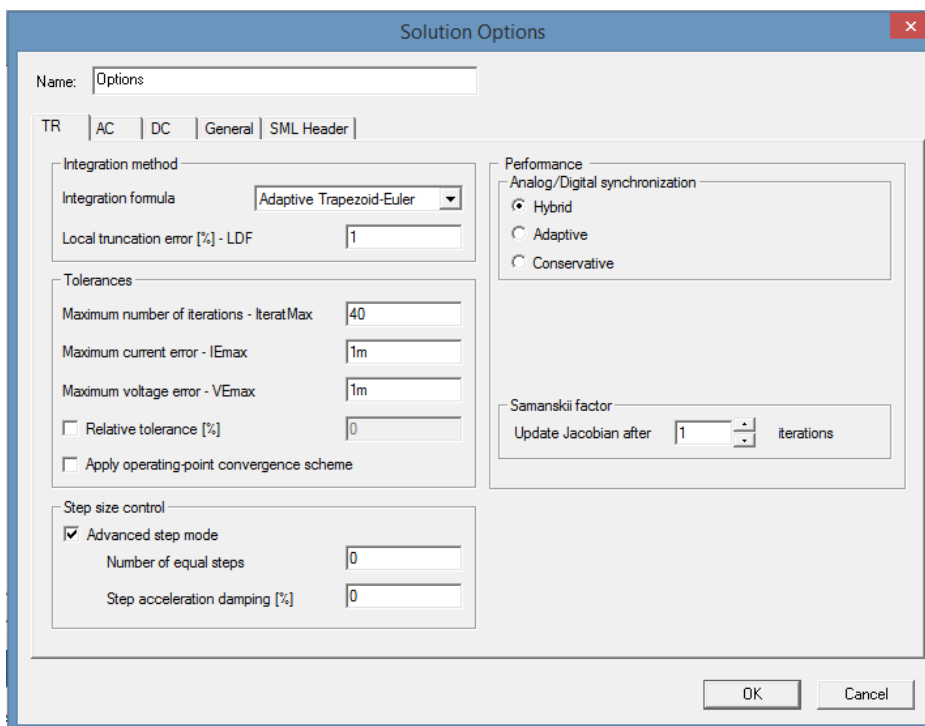 Solution Options
Name: Options
TR AC DC General SML Header
Integration method
Integration formula Adaptive Trapezoid-Euler
Local truncation error [%] - LDF 1
Tolerances
Maximum number of iterations - IteratMax 40
Maximum current error - IEmax 1m
Maximum voltage error - VEmax 1m
Relative tolerance [%] 0
Apply operating-point convergence scheme
Step size control
Advanced step mode
Number of equal steps 0
Step acceleration damping [%] 0
Performance
Analog/Digital synchronization
Hybrid
Adaptive
Conservative
Samanskii factor
Update Jacobian after 1 iterations
OK Cancel